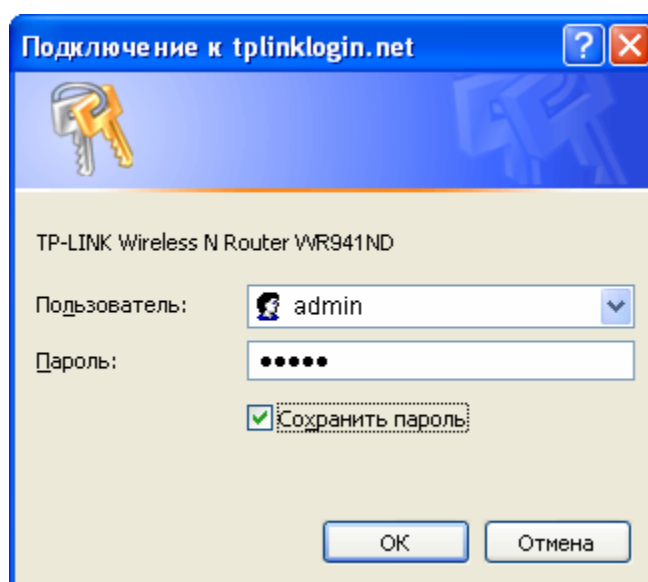 Подключение к tplinklogin.net
TP-LINK Wireless N Router WR941ND
Пользователь:
admin
Пароль:
•••••
Сохранить пароль
OK
Отмена